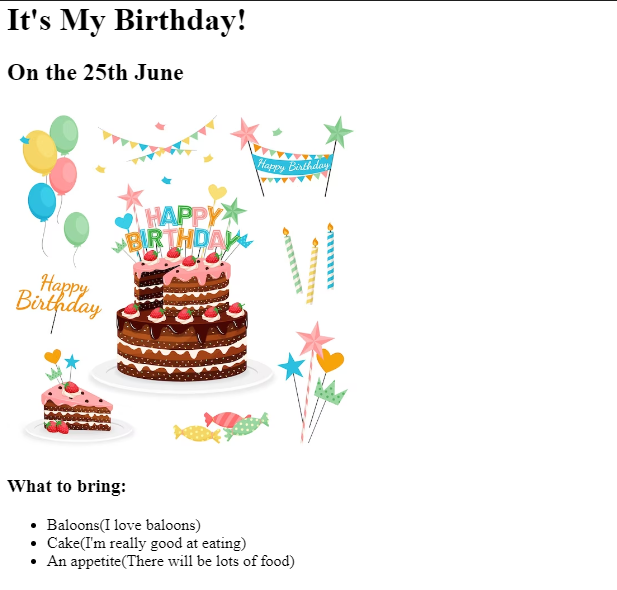 It's My Birthday!
On the 25th June
Happy Birthday
HAPPY
BIRTHDAY
Happy
Birthday
What to bring:
Baloons(I love baloons)
Cake(I'm really good at eating)
An appetite(There will be lots of food)